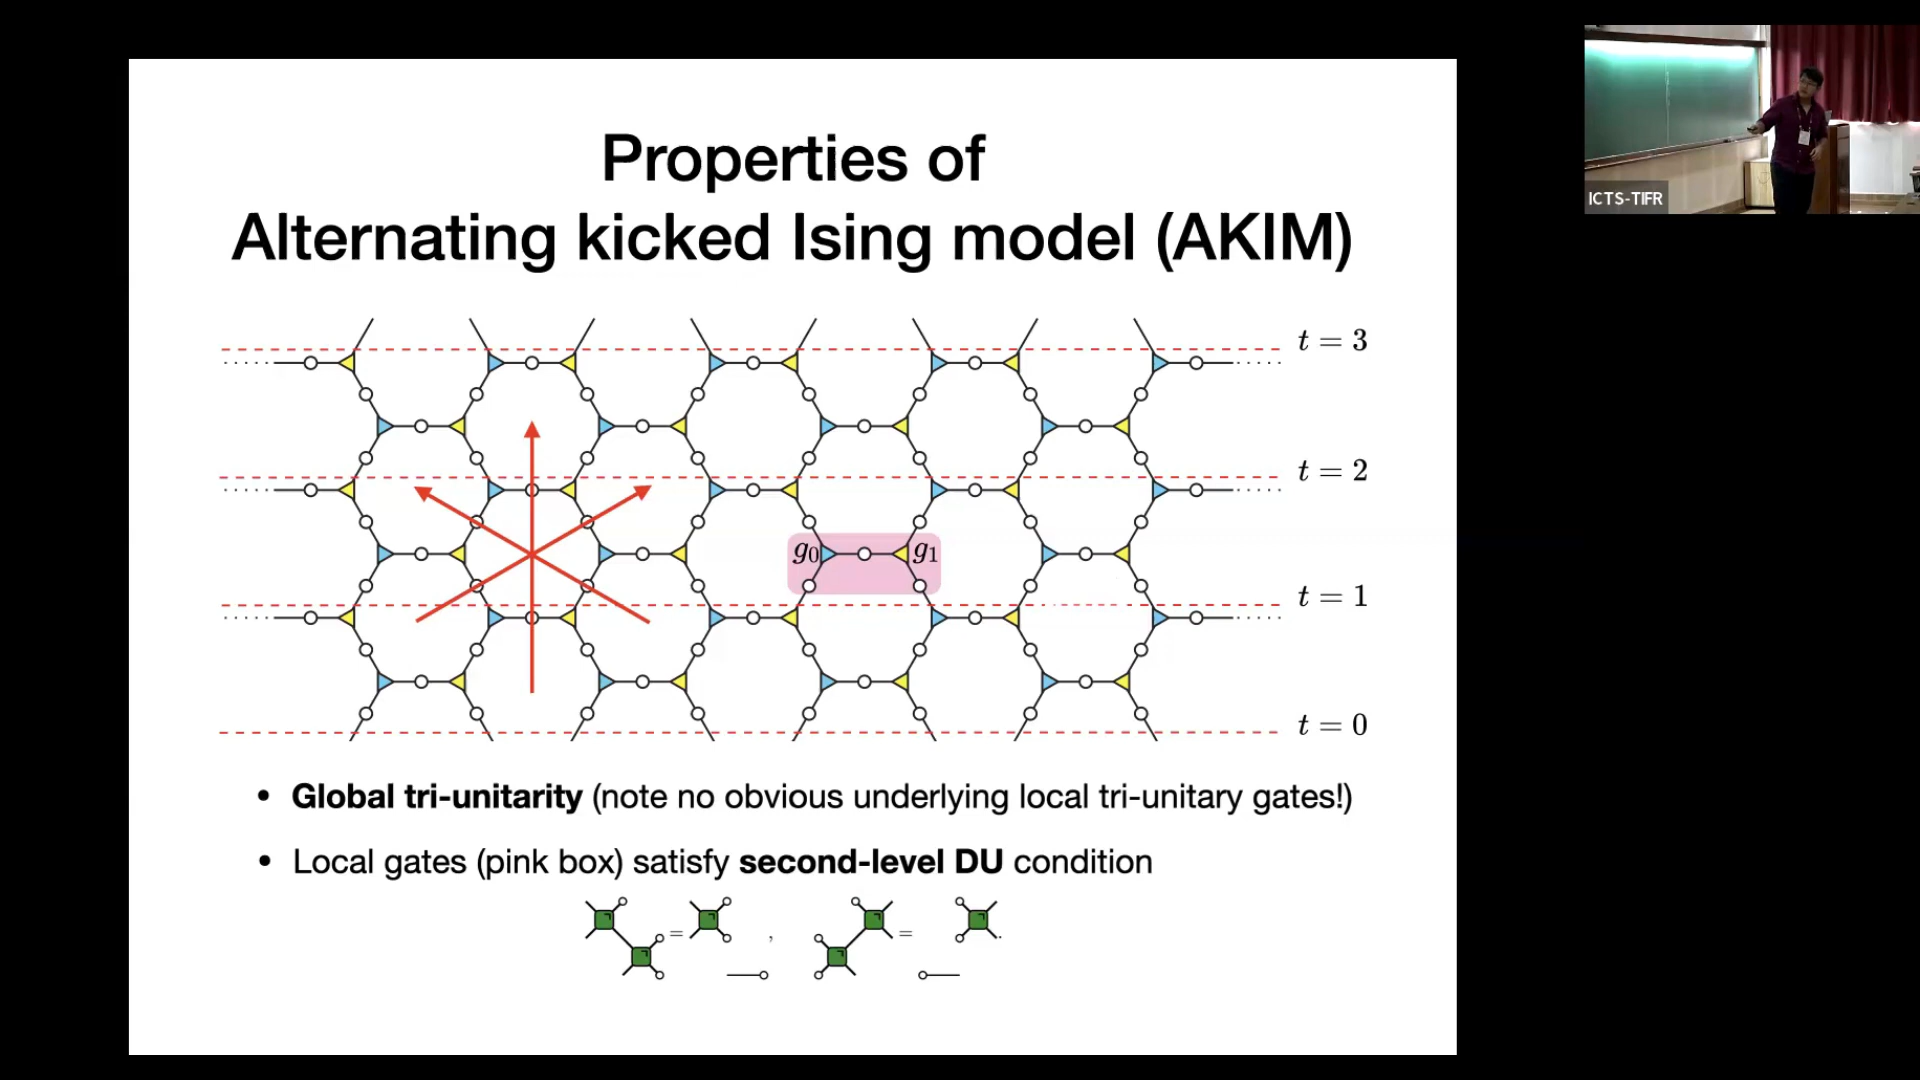 Properties of
Alternating kicked Ising model (AKIM)
t = 3
t = 2
g₀ g₁
t = 1
t = 0
• Global tri-unitarity (note no obvious underlying local tri-unitary gates!)
• Local gates (pink box) satisfy second-level DU condition
= , = .
ICTS-TIFR